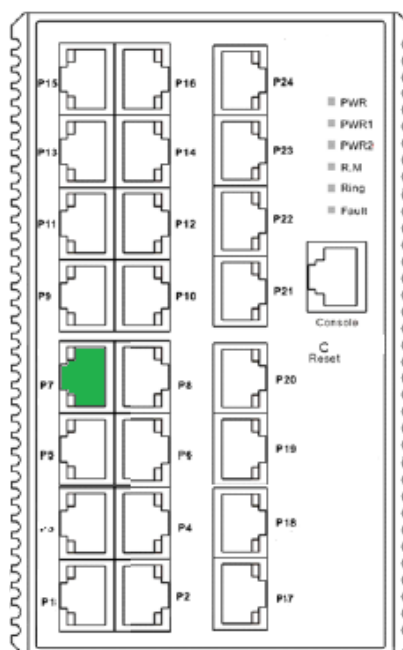 P15 P16 P24
PWR
PWR1
P13 P14 P23 PWR2
R.M
Ring
P11 P12 P22 Fault
P9 P10 P21
Console
C
Reset
P7 P8 P20
P5 P6 P19
P4 P18
P1 P2 P17